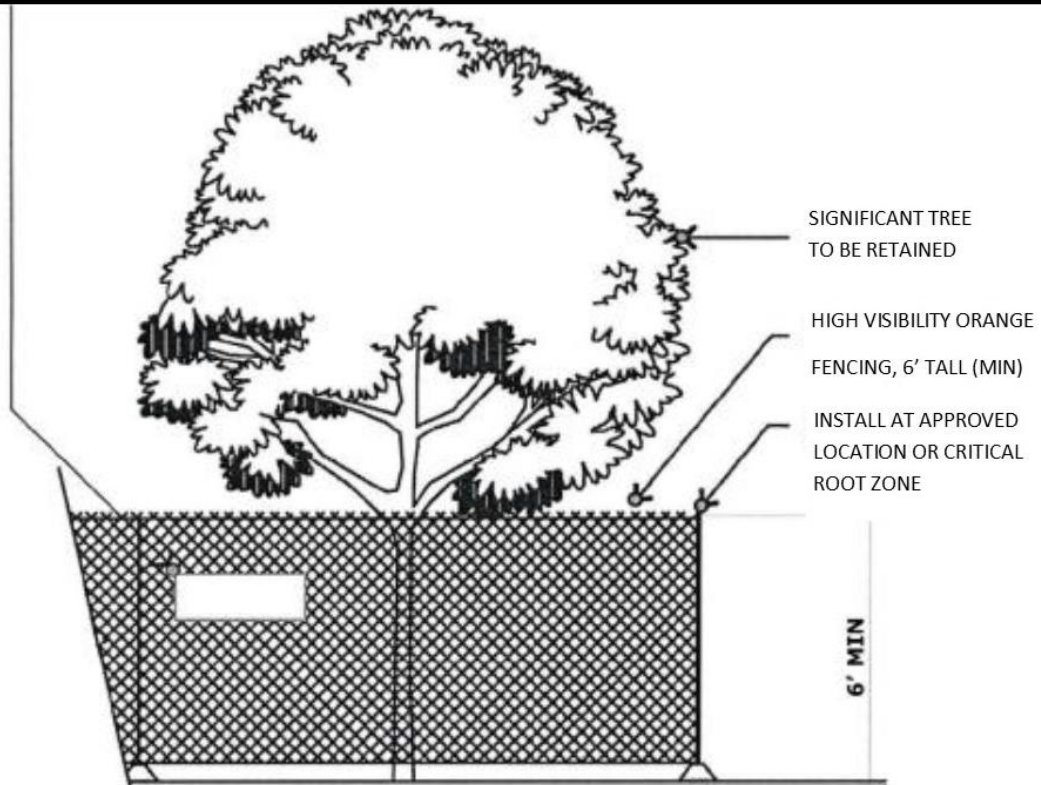 SIGNIFICANT TREE
TO BE RETAINED
HIGH VISIBILITY ORANGE
FENCING, 6’ TALL (MIN)
INSTALL AT APPROVED
LOCATION OR CRITICAL
ROOT ZONE
6’ MIN